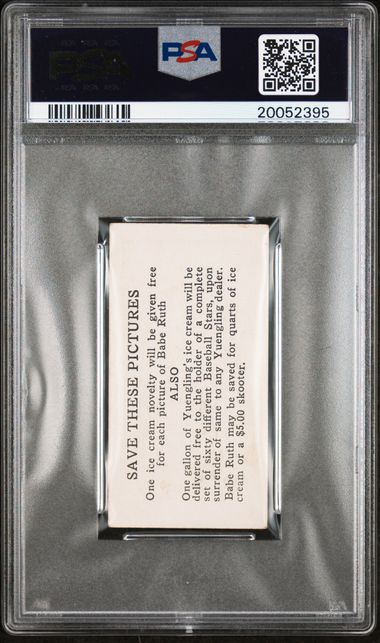 PSA
PSA
20052395
SAVE THESE PICTURES
One ice cream novelty will be given free
for each picture of Babe Ruth
ALSO
One gallon of Yuengling's ice cream will be
delivered free to the holder of a complete
set of sixty different Baseball Stars, upon
surrender of same to any Yuengling dealer.
Babe Ruth may be saved for quarts of ice
cream or a $5.00 skooter.